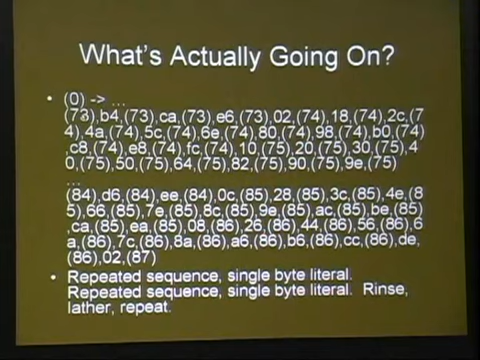 What's Actually Going On?
• (0) -> ...
(73),b4,(73),ca,(73),e6,(73),02,(74),18,(74),2c,(7
4),4a,(74),5c,(74),6e,(74),80,(74),98,(74),b0,(74)
,c8,(74),e8,(74),fc,(74),10,(75),20,(75),30,(75),4
0,(75),50,(75),64,(75),82,(75),90,(75),9e,(75)
...
(84),d6,(84),ee,(84),0c,(85),28,(85),3c,(85),4e,(8
5),66,(85),7e,(85),8c,(85),9e,(85),ac,(85),be,(85)
,ca,(85),ea,(85),08,(86),26,(86),44,(86),56,(86),6
a,(86),7c,(86),8a,(86),a6,(86),b6,(86),cc,(86),de,
(86),02,(87)
• Repeated sequence, single byte literal.
Repeated sequence, single byte literal. Rinse,
lather, repeat.